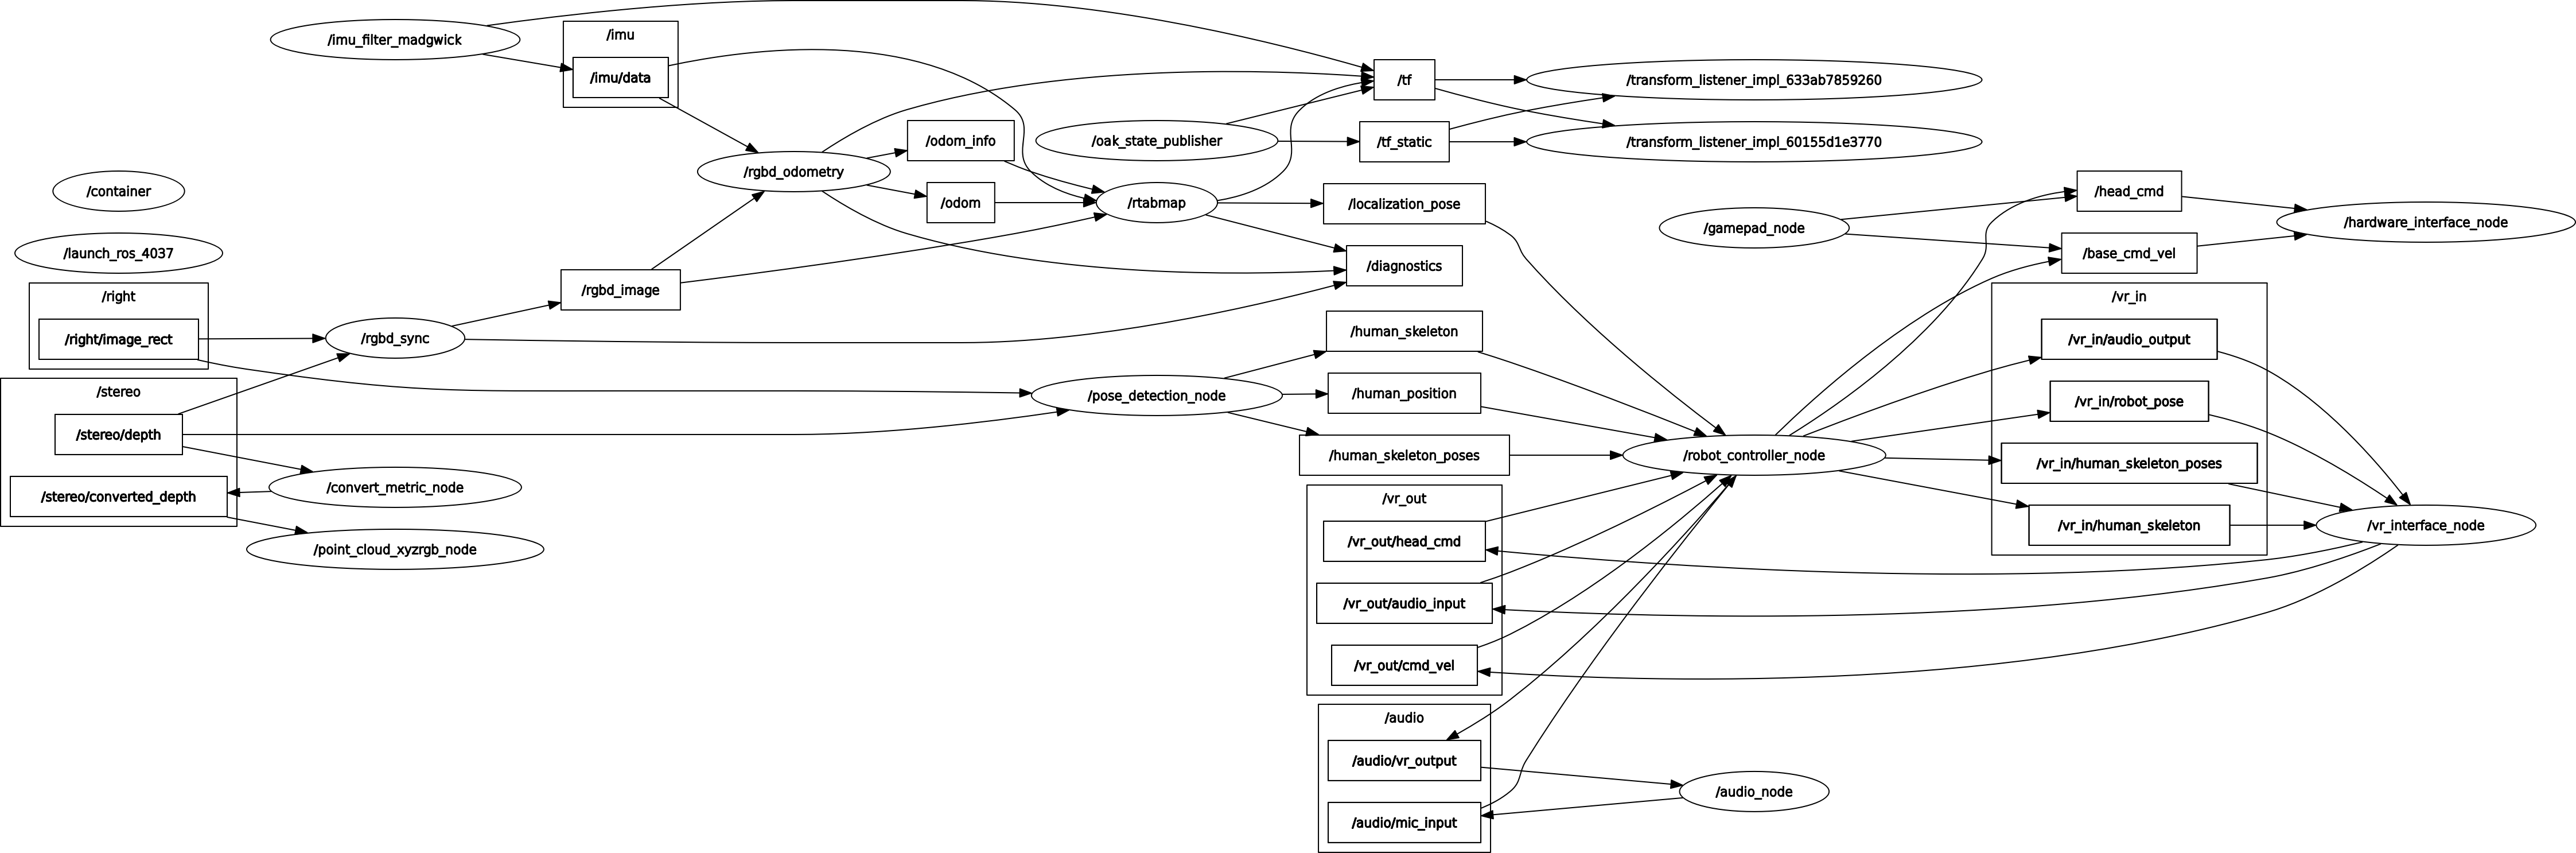 /imu_filter_madgwick
/imu
/imu/data
/tf
/transform_listener_impl_633ab7859260
/rgbd_odometry
/odom_info
/odom
/oak_state_publisher
/tf_static
/transform_listener_impl_60155d1e3770
/container
/launch_ros_4037
/rtabmap
/localization_pose
/diagnostics
/gamepad_node
/head_cmd
/base_cmd_vel
/hardware_interface_node
/right
/right/image_rect
/rgbd_sync
/rgbd_image
/stereo
/stereo/depth
/stereo/converted_depth
/convert_metric_node
/point_cloud_xyzrgb_node
/pose_detection_node
/human_skeleton
/human_position
/human_skeleton_poses
/robot_controller_node
/vr_in
/vr_in/audio_output
/vr_in/robot_pose
/vr_in/human_skeleton_poses
/vr_in/human_skeleton
/vr_interface_node
/vr_out
/vr_out/head_cmd
/vr_out/audio_input
/vr_out/cmd_vel
/audio
/audio/vr_output
/audio/mic_input
/audio_node